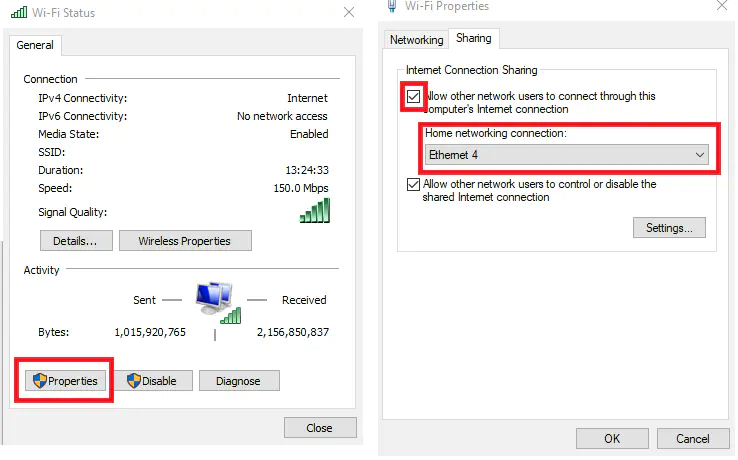 Wi-Fi Status
General
Connection
IPv4 Connectivity: Internet
IPv6 Connectivity: No network access
Media State: Enabled
SSID:
Duration: 13:24:33
Speed: 150.0 Mbps
Signal Quality:
Details... Wireless Properties
Activity
Sent Received
Bytes: 1,015,920,765 2,156,850,837
Properties Disable Diagnose
Close
Wi-Fi Properties
Networking Sharing
Internet Connection Sharing
Allow other network users to connect through this
computer's Internet connection
Home networking connection:
Ethernet 4
Allow other network users to control or disable the
shared Internet connection
Settings...
OK Cancel